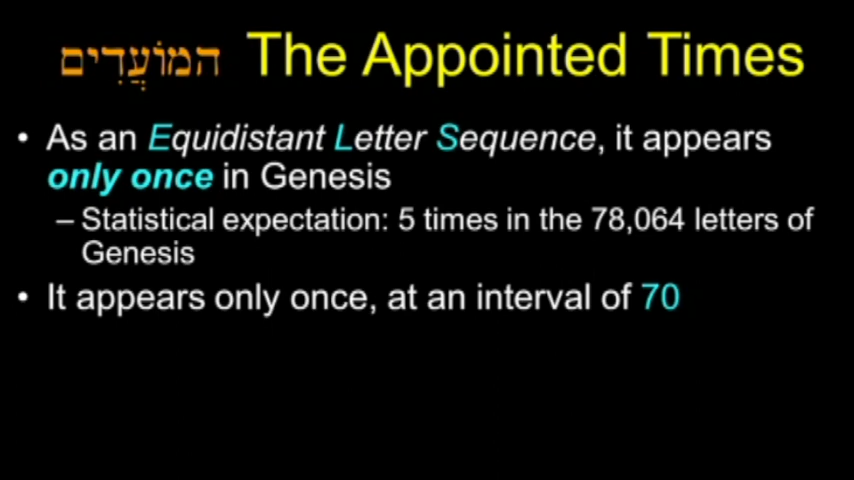 המוֹעֲדִים The Appointed Times
• As an Equidistant Letter Sequence, it appears
only once in Genesis
– Statistical expectation: 5 times in the 78,064 letters of
Genesis
• It appears only once, at an interval of 70